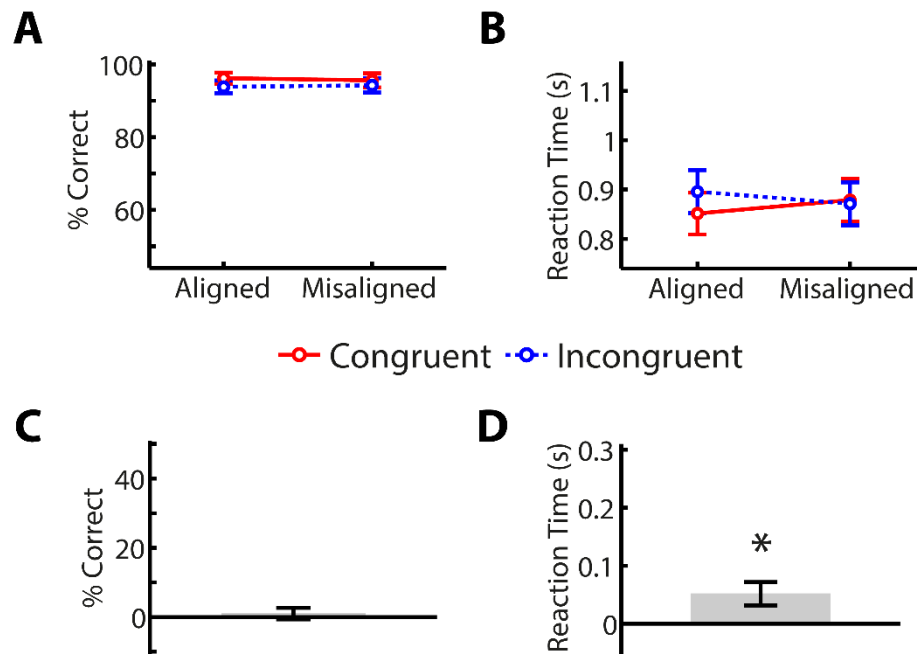 A
% Correct
100
80
60
Aligned Misaligned
B
Reaction Time (s)
1.1
1
0.9
0.8
Aligned Misaligned
Congruent Incongruent
C
% Correct
40
20
0
D
Reaction Time (s)
0.3
0.2
0.1
0
*